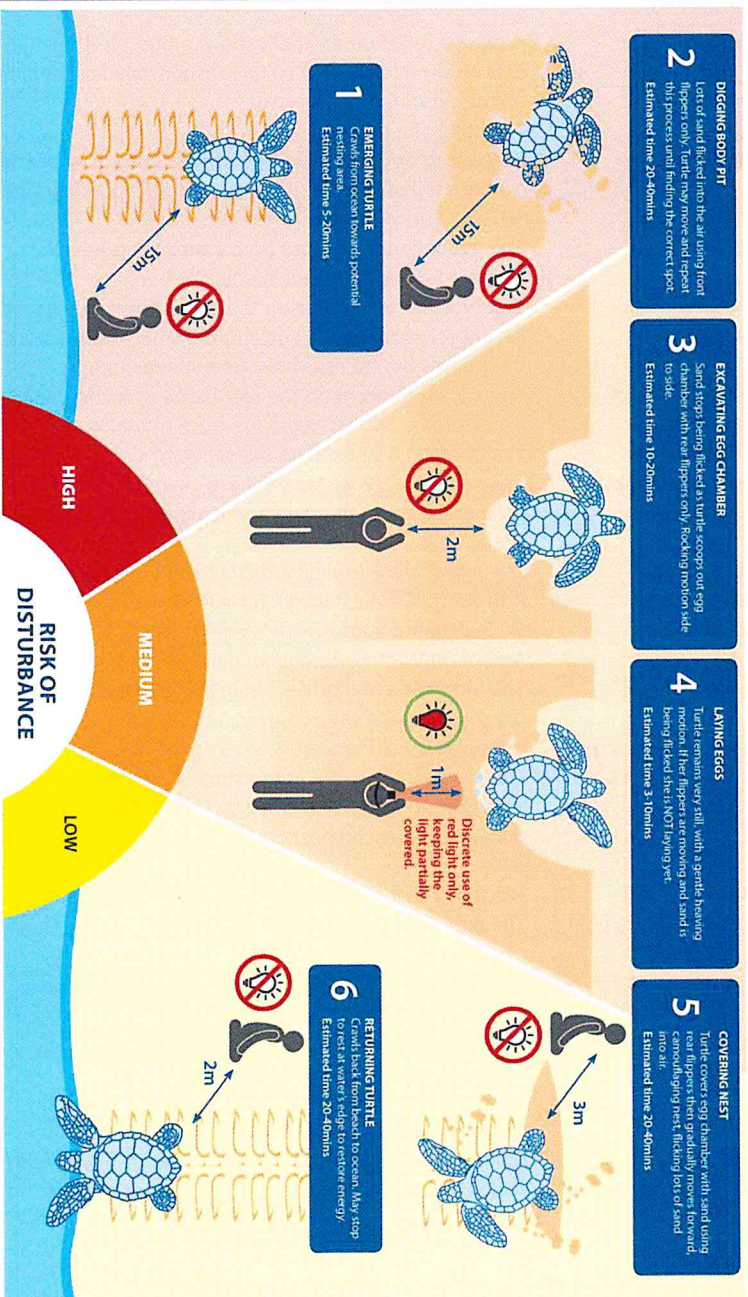 DIGGING BODY PIT
2
Lots of sand flicked into the air using front
flippers only. Turtle may move and repeat
this process until finding the correct spot.
Estimated time 20-40mins
15m
EMERGING TURTLE
1
Crawls from ocean towards potential
nesting area.
Estimated time 5-20mins
15m
EXCAVATING EGG CHAMBER
3
Sand stops being flicked as turtle scoops out egg
chamber with rear flippers only. Rocking motion side
to side.
Estimated time 10-20mins
2m
LAYING EGGS
4
Turtle remains very still, with a gentle heaving
motion. If her flippers are moving and sand is
being flicked she is NOT laying yet.
Estimated time 3-10mins
1m
Discrete use of
red light only,
keeping the
light partially
covered.
COVERING NEST
5
Turtle covers egg chamber with sand using
rear flippers then gradually moves forward,
camouflaging nest, flicking lots of sand
into air.
Estimated time 20-40mins
3m
RETURNING TURTLE
6
Crawls back from beach to ocean. May stop
to rest at water's edge to restore energy.
Estimated time 20-40mins
2m
HIGH
MEDIUM
LOW
RISK OF
DISTURBANCE